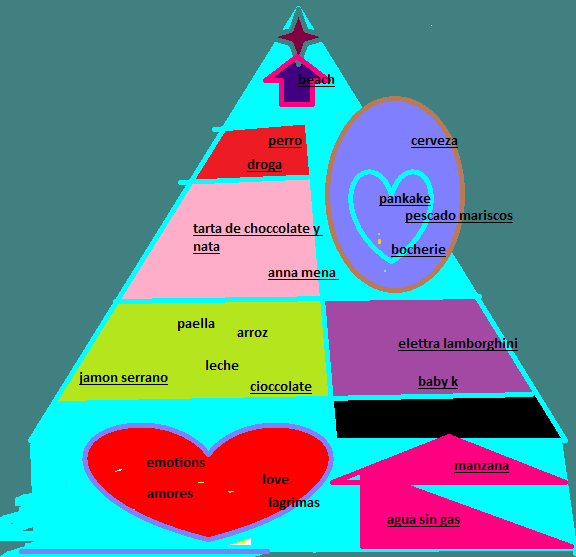 beach
perro
droga
cerveza
pankake
pescado mariscos
bocherie
tarta de choccolate y
nata
anna mena
paella
arroz
leche
jamon serrano
cioccolate
elettra lamborghini
baby k
emotions
amores
love
lagrimas
manzana
agua sin gas